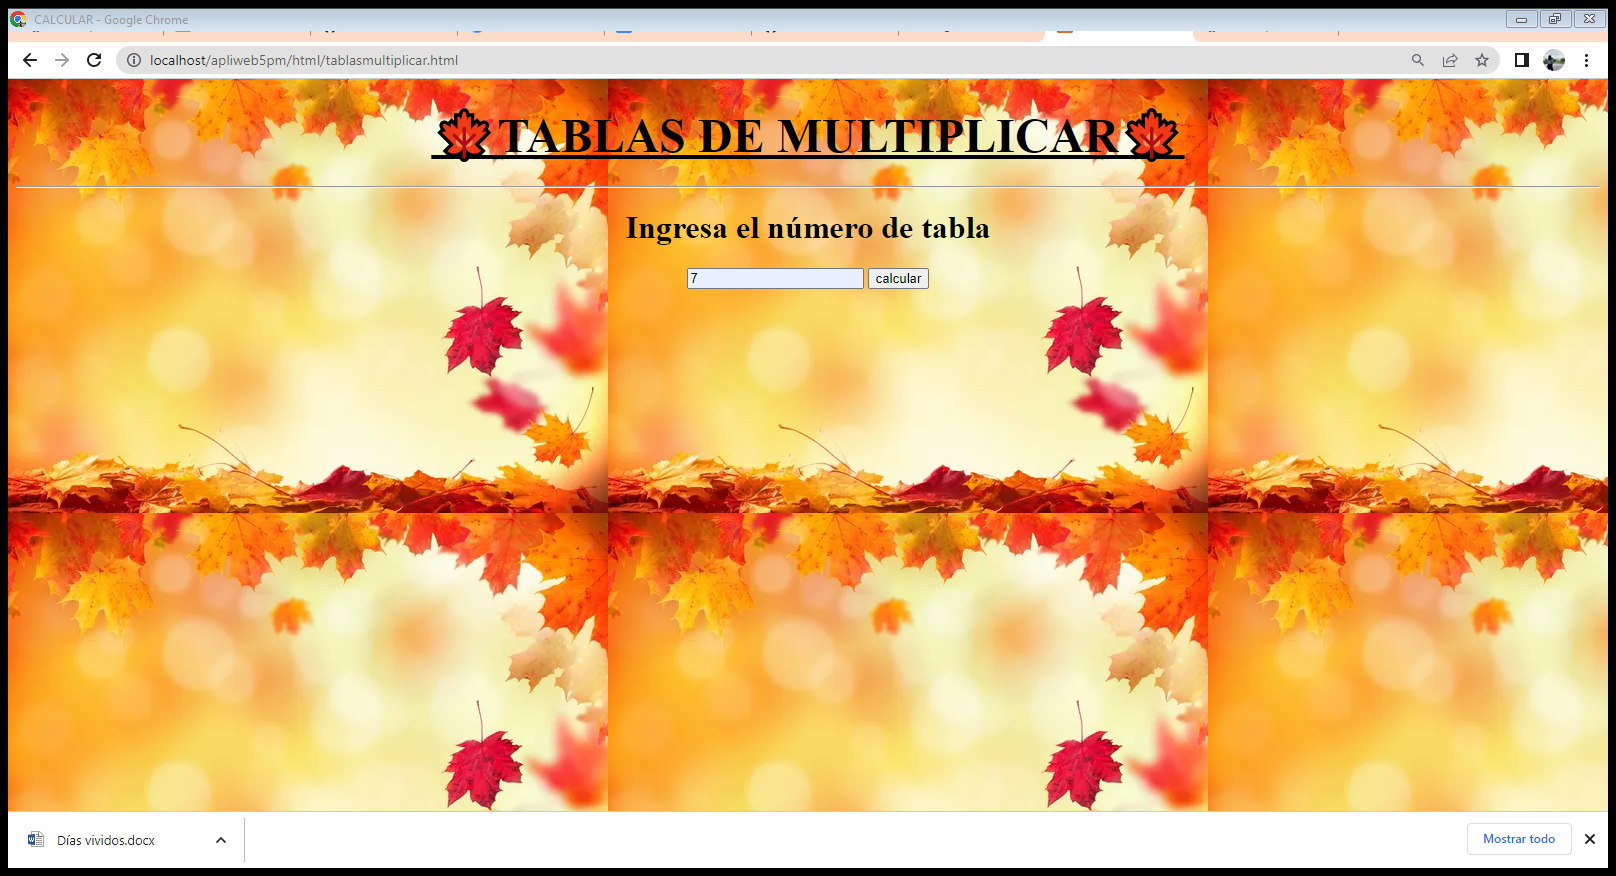 CALCULAR - Google Chrome
localhost/apliweb5pm/html/tablasmultiplicar.html
🍁TABLAS DE MULTIPLICAR🍁
Ingresa el número de tabla
7 calcular
Días vividos.docx
Mostrar todo